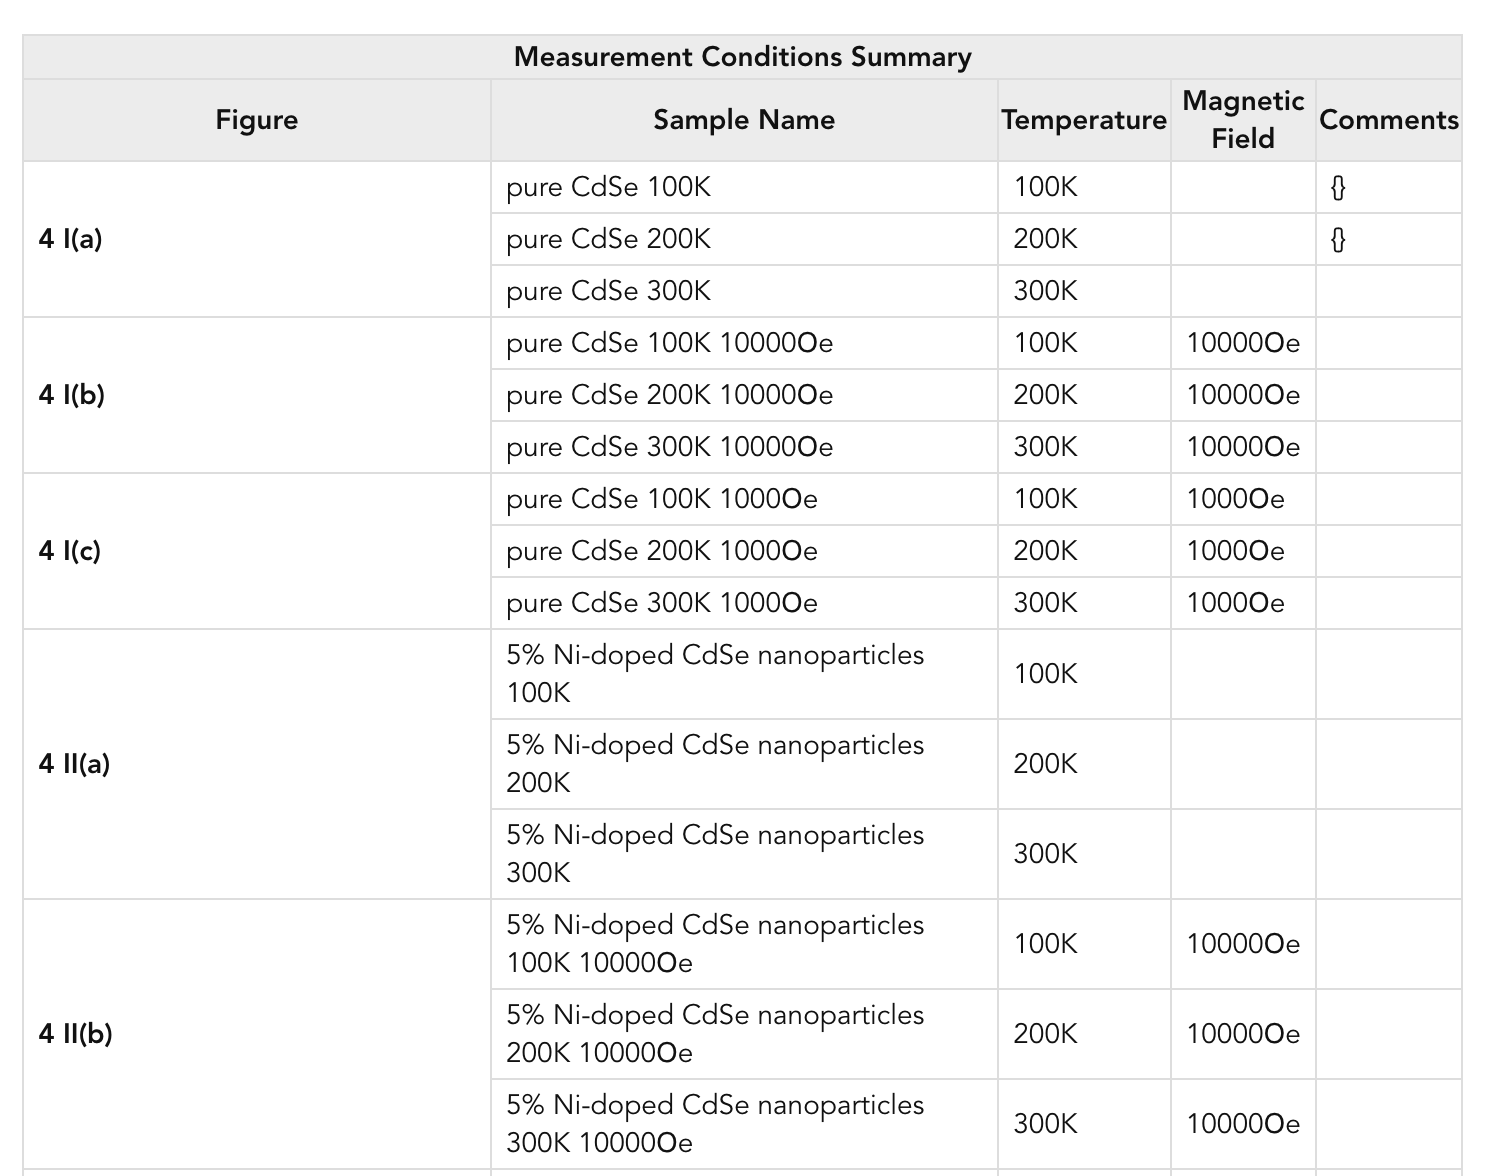 Measurement Conditions Summary
Figure Sample Name Temperature Magnetic Field Comments
4 I(a)
pure CdSe 100K 100K {}
pure CdSe 200K 200K {}
pure CdSe 300K 300K
4 I(b)
pure CdSe 100K 10000Oe 100K 10000Oe
pure CdSe 200K 10000Oe 200K 10000Oe
pure CdSe 300K 10000Oe 300K 10000Oe
4 I(c)
pure CdSe 100K 1000Oe 100K 1000Oe
pure CdSe 200K 1000Oe 200K 1000Oe
pure CdSe 300K 1000Oe 300K 1000Oe
4 II(a)
5% Ni-doped CdSe nanoparticles
100K
100K
5% Ni-doped CdSe nanoparticles
200K
200K
5% Ni-doped CdSe nanoparticles
300K
300K
4 II(b)
5% Ni-doped CdSe nanoparticles
100K 10000Oe
100K 10000Oe
5% Ni-doped CdSe nanoparticles
200K 10000Oe
200K 10000Oe
5% Ni-doped CdSe nanoparticles
300K 10000Oe
300K 10000Oe